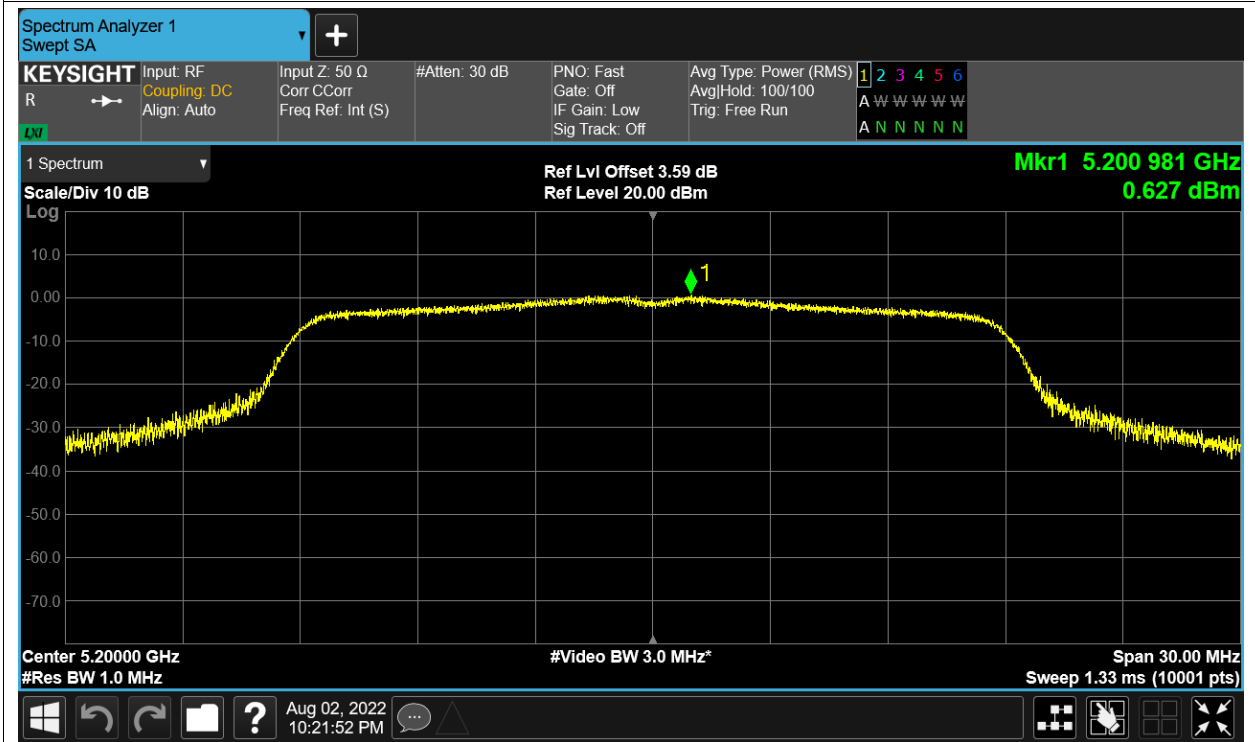 Spectrum Analyzer 1
Swept SA
KEYSIGHT
R
LXI
Input: RF
Coupling: DC
Align: Auto
Input Z: 50 Ω
Corr CCorr
Freq Ref: Int (S)
#Atten: 30 dB
PNO: Fast
Gate: Off
IF Gain: Low
Sig Track: Off
Avg Type: Power (RMS)
Avg|Hold: 100/100
Trig: Free Run
1 2 3 4 5 6
A W W W W W
A N N N N N
1 Spectrum
Scale/Div 10 dB
Log
Ref Lvl Offset 3.59 dB
Ref Level 20.00 dBm
Mkr1 5.200 981 GHz
0.627 dBm
1
10.0
0.00
-10.0
-20.0
-30.0
-40.0
-50.0
-60.0
-70.0
Center 5.20000 GHz
#Res BW 1.0 MHz
#Video BW 3.0 MHz*
Span 30.00 MHz
Sweep 1.33 ms (10001 pts)
?
Aug 02, 2022
10:21:52 PM